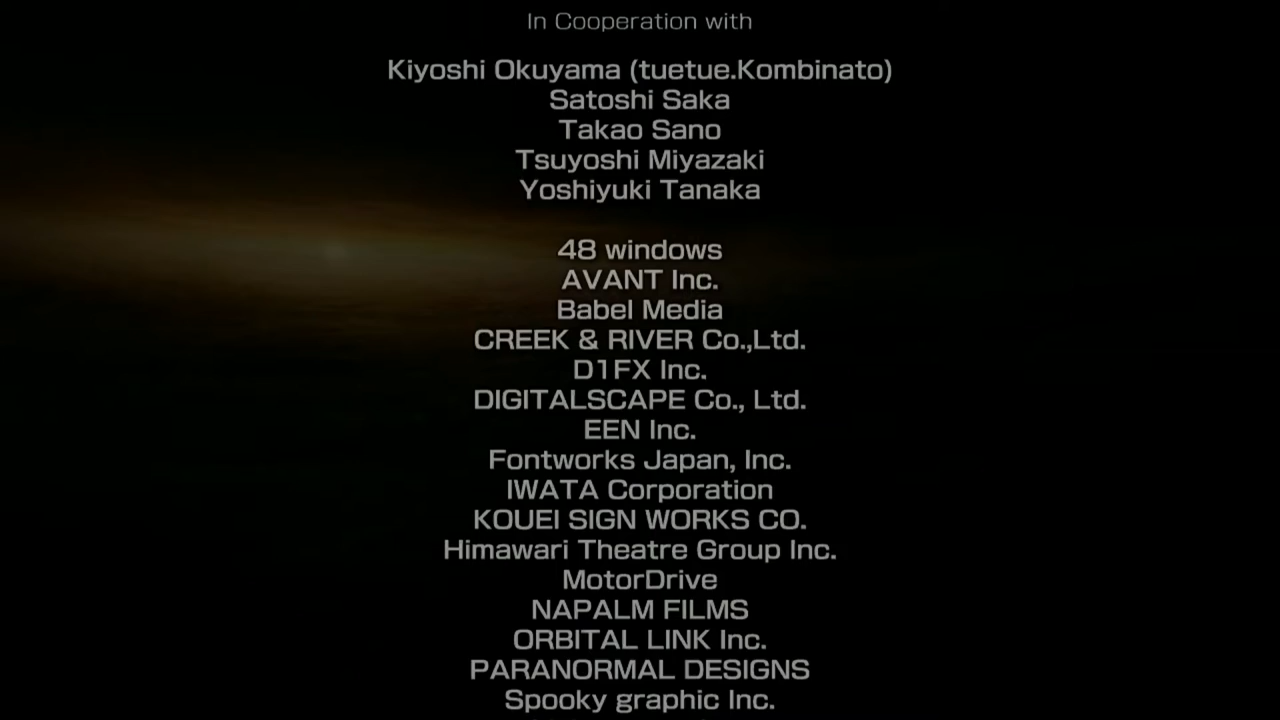 In Cooperation with
Kiyoshi Okuyama (tuetue.Kombinato)
Satoshi Saka
Takao Sano
Tsuyoshi Miyazaki
Yoshiyuki Tanaka
48 windows
AVANT Inc.
Babel Media
CREEK & RIVER Co.,Ltd.
D1FX Inc.
DIGITALSCAPE Co., Ltd.
EEN Inc.
Fontworks Japan, Inc.
IWATA Corporation
KOUEI SIGN WORKS CO.
Himawari Theatre Group Inc.
MotorDrive
NAPALM FILMS
ORBITAL LINK Inc.
PARANORMAL DESIGNS
Spooky graphic Inc.